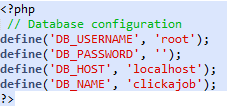 <?php
// Database configuration
define('DB_USERNAME', 'root');
define('DB_PASSWORD', '');
define('DB_HOST', 'localhost');
define('DB_NAME', 'clickajob');
?>